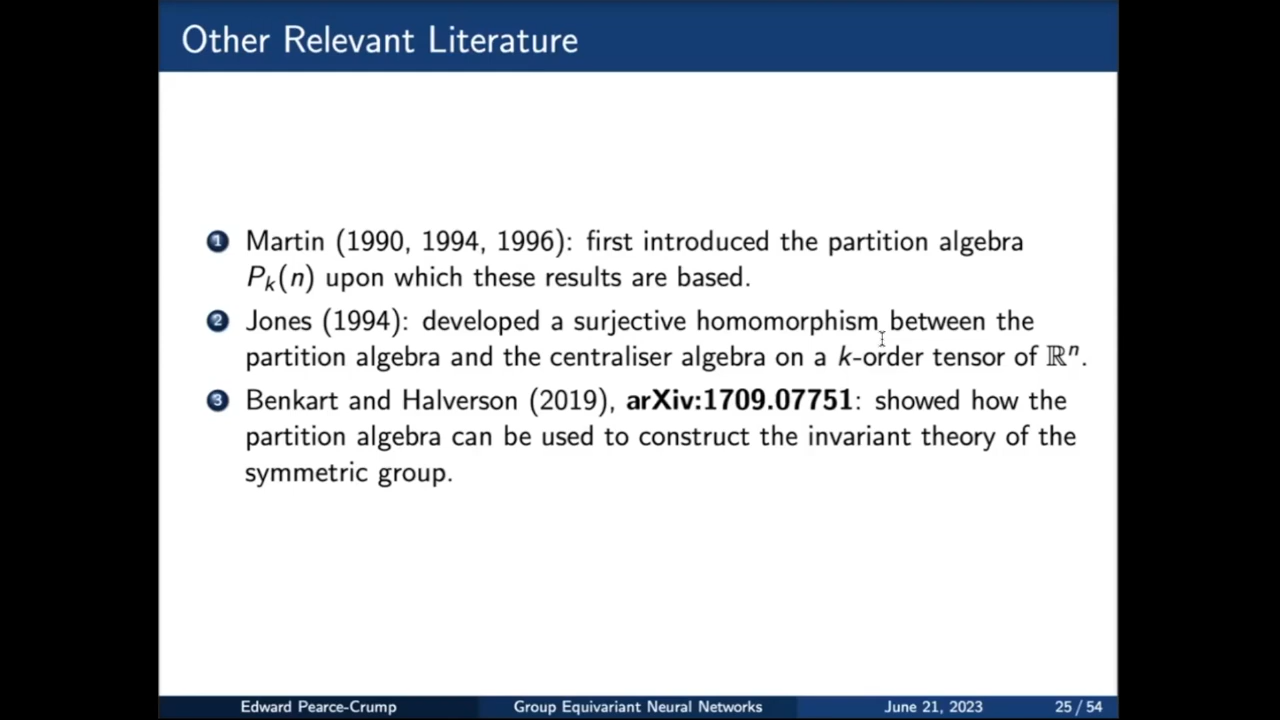 Other Relevant Literature
1 Martin (1990, 1994, 1996): first introduced the partition algebra
Pₖ(n) upon which these results are based.
2 Jones (1994): developed a surjective homomorphism between the
partition algebra and the centraliser algebra on a k-order tensor of ℝⁿ.
3 Benkart and Halverson (2019), arXiv:1709.07751: showed how the
partition algebra can be used to construct the invariant theory of the
symmetric group.
Edward Pearce-Crump Group Equivariant Neural Networks June 21, 2023 25 / 54